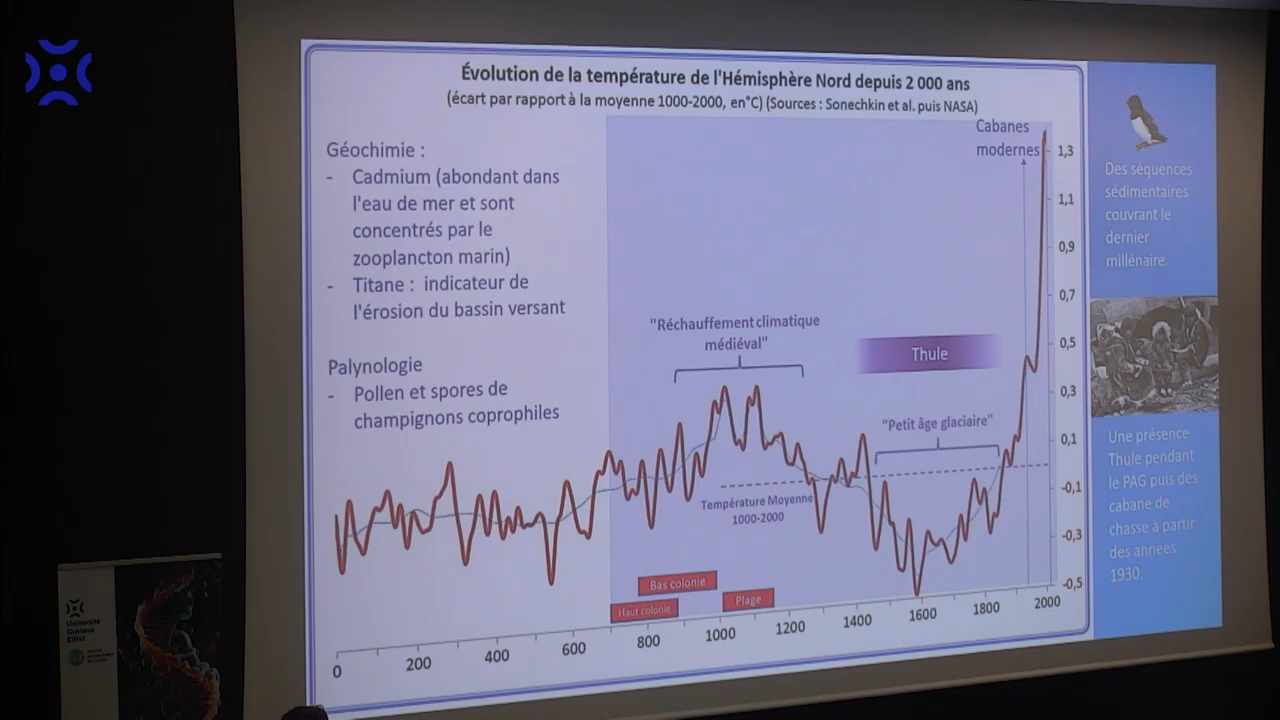 Évolution de la température de l'Hémisphère Nord depuis 2 000 ans
(écart par rapport à la moyenne 1000-2000, en°C) (Sources : Sonechkin et al. puis NASA)
Géochimie :
- Cadmium (abondant dans
l'eau de mer et sont
concentrés par le
zooplancton marin)
- Titane : indicateur de
l'érosion du bassin versant
Palynologie
- Pollen et spores de
champignons coprophiles
Cabanes
modernes
"Réchauffement climatique
médiéval"
Thule
"Petit âge glaciaire"
Température Moyenne
1000-2000
Bas colonie
Haut colonie
Plage
1,3
1,1
0,9
0,7
0,5
0,3
0,1
-0,1
-0,3
-0,5
0
200
400
600
800
1000
1200
1400
1600
1800
2000
Des séquences
sédimentaires
couvrant le
dernier
millénaire.
Une présence
Thule pendant
le PAG puis des
cabane de
chasse à partir
des années
1930.
Université
Gustave
Eiffel